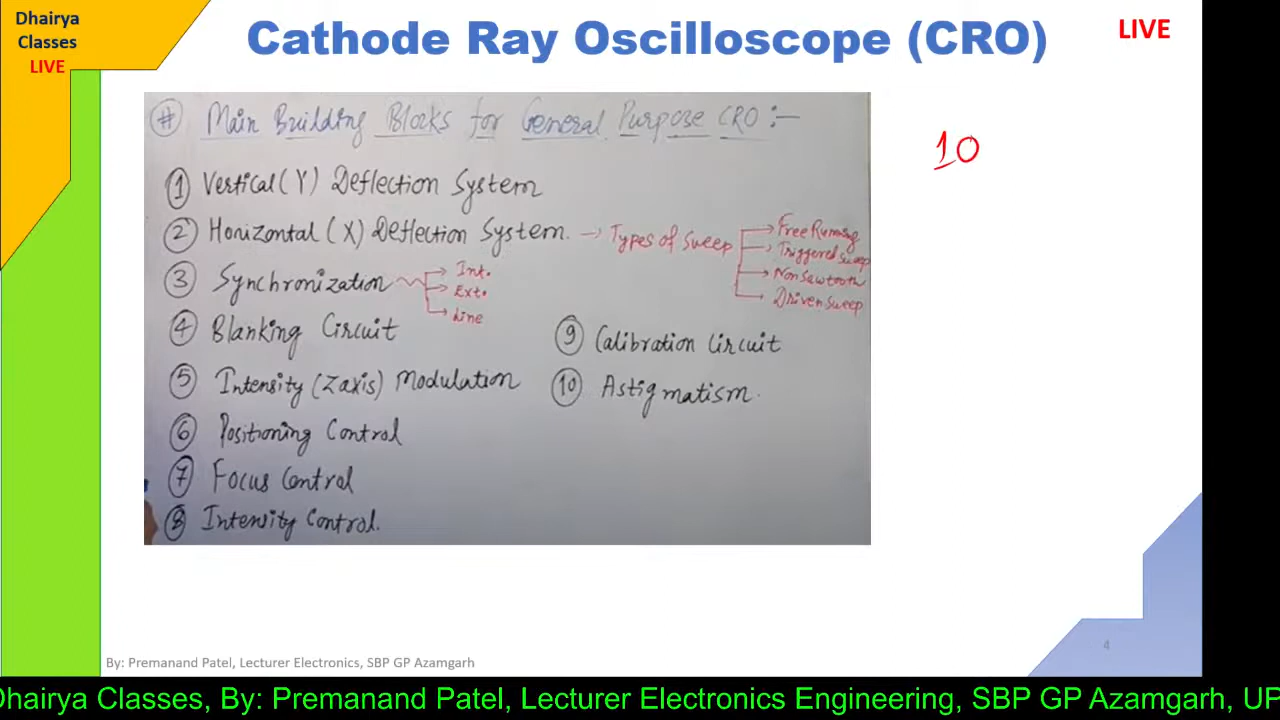 Dhairya
Classes
LIVE
Cathode Ray Oscilloscope (CRO)
LIVE
# Main Building Blocks for General Purpose CRO :-
10
1 Vertical (Y) Deflection System
2 Horizontal (X) Deflection System. → Types of Sweep
Free Running
Triggered Sweep
Non Sawtooth
Driven Sweep
3 Synchronization
Int.
Ext.
Line
4 Blanking Circuit
5 Intensity (Z axis) Modulation
6 Positioning Control
7 Focus Control
8 Intensity Control.
9 Calibration Circuit
10 Astigmatism.
By: Premanand Patel, Lecturer Electronics, SBP GP Azamgarh
4
Dhairya Classes, By: Premanand Patel, Lecturer Electronics Engineering, SBP GP Azamgarh, UP